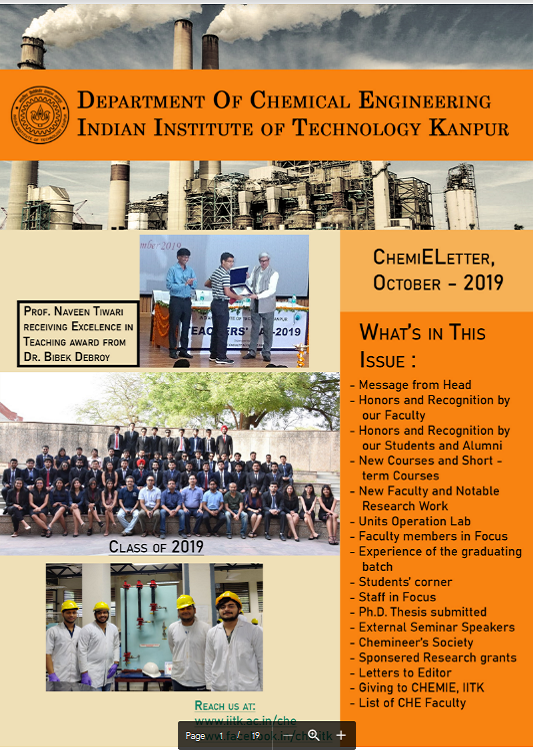 DEPARTMENT OF CHEMICAL ENGINEERING
INDIAN INSTITUTE OF TECHNOLOGY KANPUR
mber2019
TEACHERS' DAY-2019
PROF. NAVEEN TIWARI
RECEIVING EXCELENCE IN
TEACHING AWARD FROM
DR. BIBEK DEBROY
CLASS OF 2019
REACH US AT:
www.iitk.ac.in/che
CHEMIELETTER,
OCTOBER - 2019
WHAT'S IN THIS
ISSUE :
- Message from Head
- Honors and Recognition by
our Faculty
- Honors and Recognition by
our Students and Alumni
- New Courses and Short -
term Courses
- New Faculty and Notable
Research Work
- Units Operation Lab
- Faculty members in Focus
- Experience of the graduating
batch
- Students' corner
- Staff in Focus
- Ph.D. Thesis submitted
- External Seminar Speakers
- Chemineer's Society
- Sponsered Research grants
- Letters to Editor
- Giving to CHEMIE, IITK
- List of CHE Faculty
Page 1 / 19